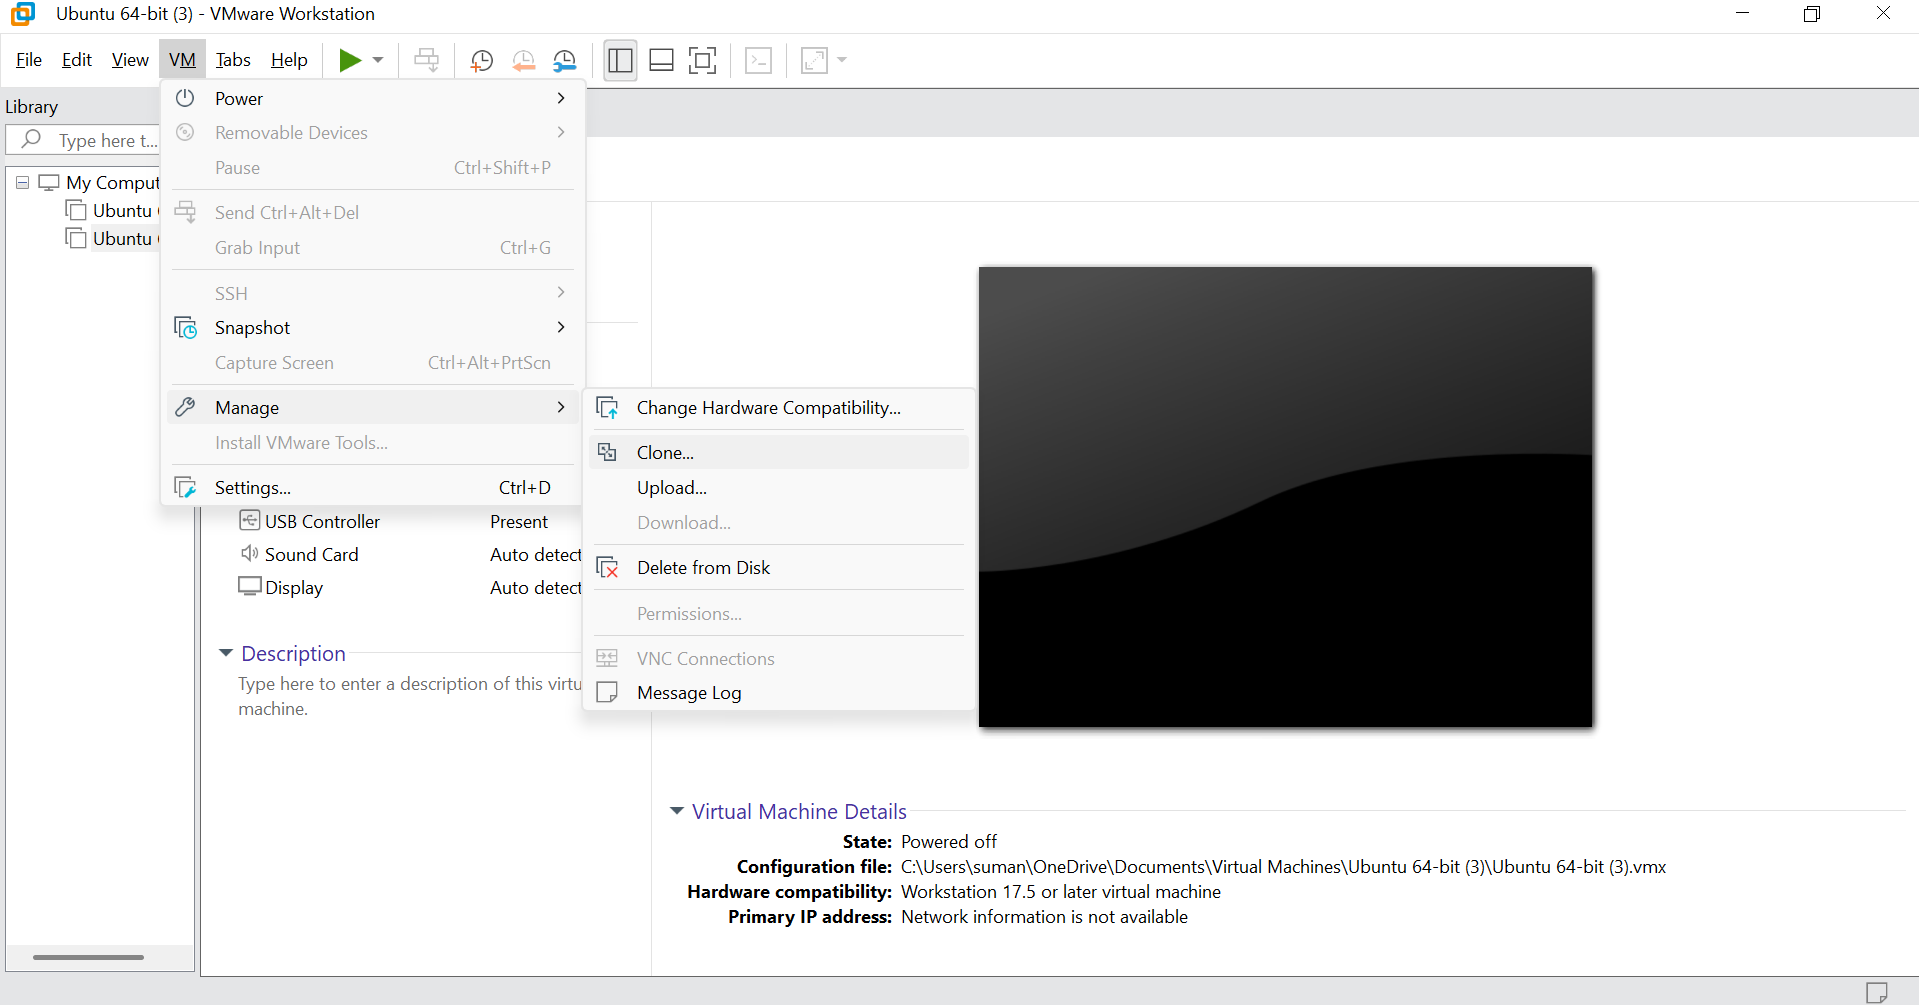 Ubuntu 64-bit (3) - VMware Workstation
File Edit View VM Tabs Help
Library
Type here t...
My Comput
Ubuntu
Ubuntu
Power
Removable Devices
Pause Ctrl+Shift+P
Send Ctrl+Alt+Del
Grab Input Ctrl+G
SSH
Snapshot
Capture Screen Ctrl+Alt+PrtScn
Manage
Install VMware Tools...
Settings... Ctrl+D
Change Hardware Compatibility...
Clone...
Upload...
Download...
Delete from Disk
Permissions...
VNC Connections
Message Log
USB Controller Present
Sound Card Auto detect
Display Auto detect
Description
Type here to enter a description of this virtu
machine.
Virtual Machine Details
State: Powered off
Configuration file: C:\Users\suman\OneDrive\Documents\Virtual Machines\Ubuntu 64-bit (3)\Ubuntu 64-bit (3).vmx
Hardware compatibility: Workstation 17.5 or later virtual machine
Primary IP address: Network information is not available